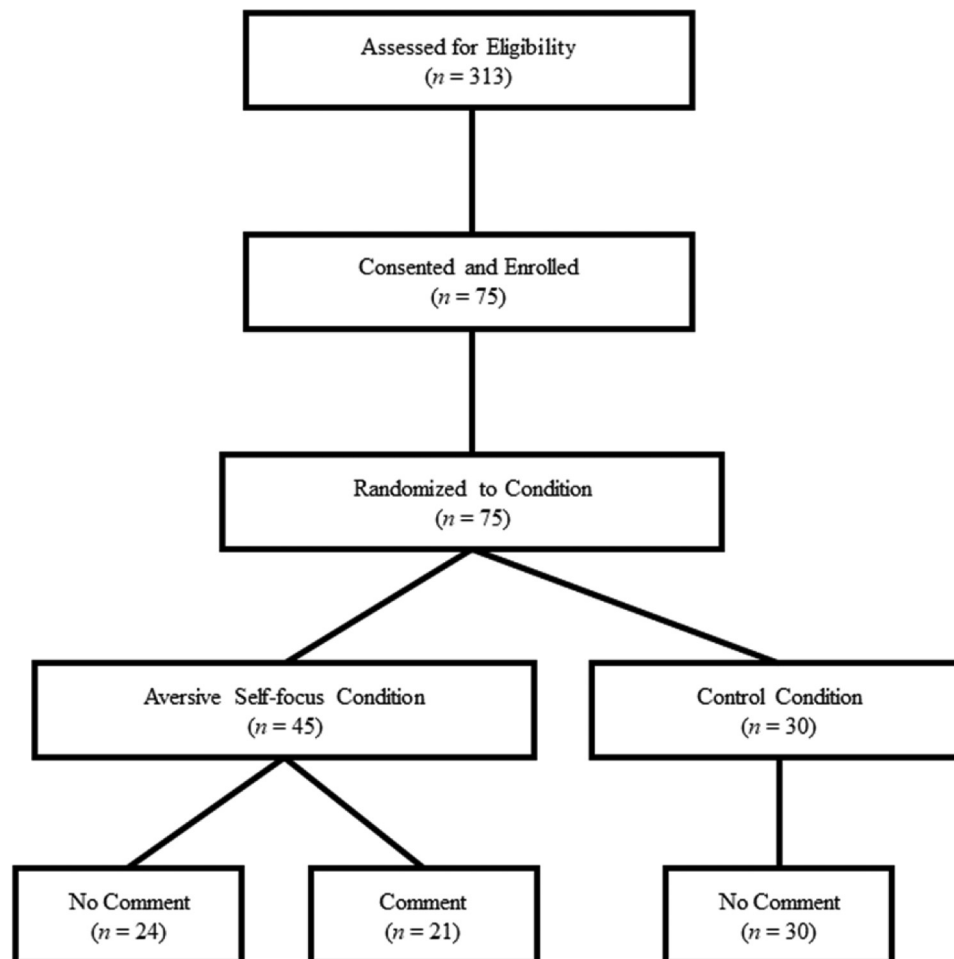 Assessed for Eligibility
(n = 313)
Consented and Enrolled
(n = 75)
Randomized to Condition
(n = 75)
Aversive Self-focus Condition
(n = 45)
Control Condition
(n = 30)
No Comment
(n = 24)
Comment
(n = 21)
No Comment
(n = 30)